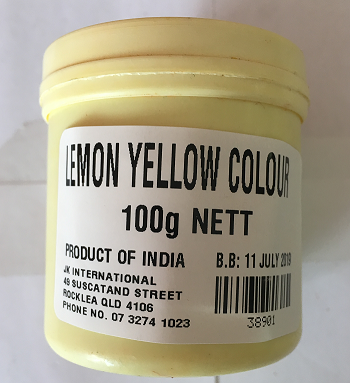 LEMON YELLOW COLOUR
100g NETT
PRODUCT OF INDIA B.B: 11 JULY 2019
JK INTERNATIONAL
49 SUSCATAND STREET
ROCKLEA QLD 4106
PHONE NO. 07 3274 1023
38901